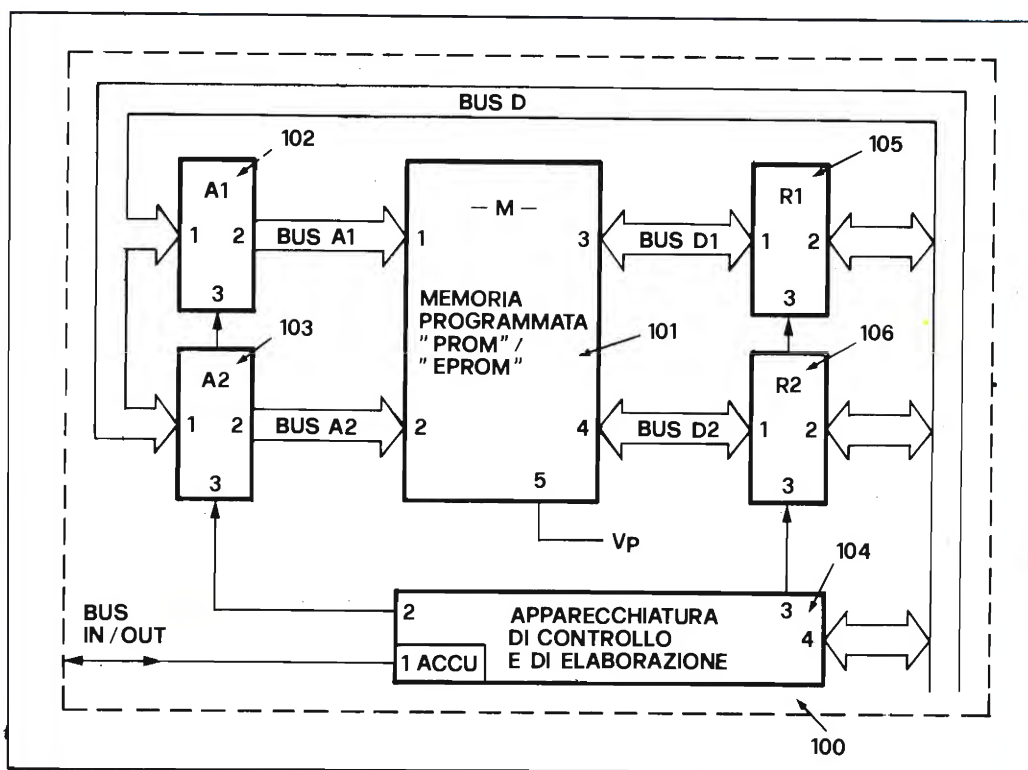 BUS D
102
A1
1 2
3
BUS A1
103
A2
1 2
3
BUS A2
— M —
1
3
MEMORIA
PROGRAMMATA
"PROM"/
"EPROM"
101
2
4
5
VP
BUS D1
105
R1
1 2
3
BUS D2
106
R2
1 2
3
104
2
3
4
APPARECCHIATURA
DI CONTROLLO
E DI ELABORAZIONE
1 ACCU
BUS
IN/OUT
100